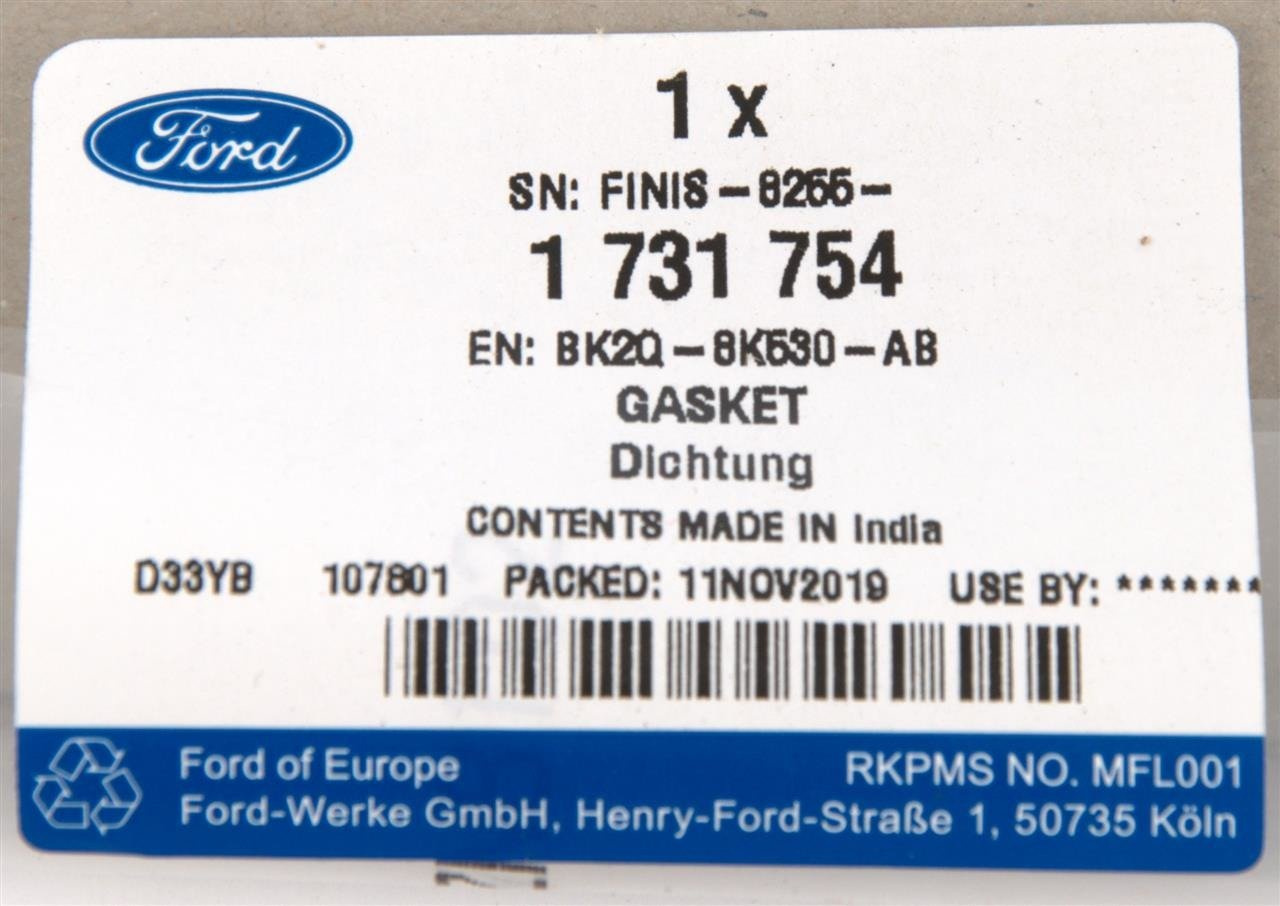 Ford
1 x
SN: FINIS-8255-
1 731 754
EN: BK2Q-8K530-AB
GASKET
Dichtung
CONTENTS MADE IN India
D33YB 107801 PACKED: 11NOV2019 USE BY: *******
Ford of Europe RKPMS NO. MFL001
Ford-Werke GmbH, Henry-Ford-Straße 1, 50735 Köln